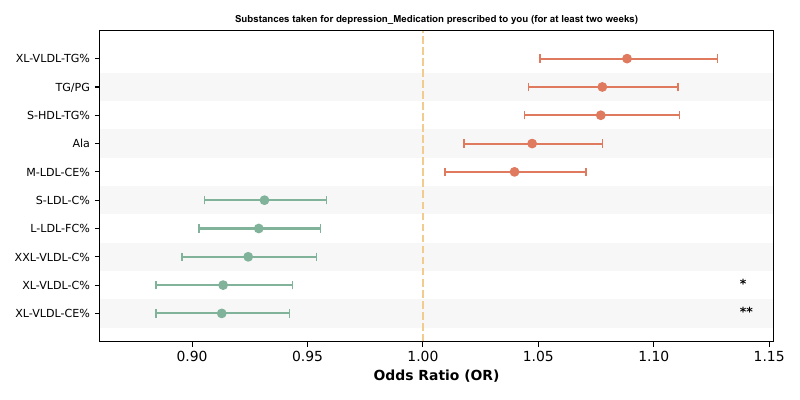 Substances taken for depression_Medication prescribed to you (for at least two weeks)
XL-VLDL-TG%
TG/PG
S-HDL-TG%
Ala
M-LDL-CE%
S-LDL-C%
L-LDL-FC%
XXL-VLDL-C%
XL-VLDL-C% *
XL-VLDL-CE% **
0.90 0.95 1.00 1.05 1.10 1.15
Odds Ratio (OR)